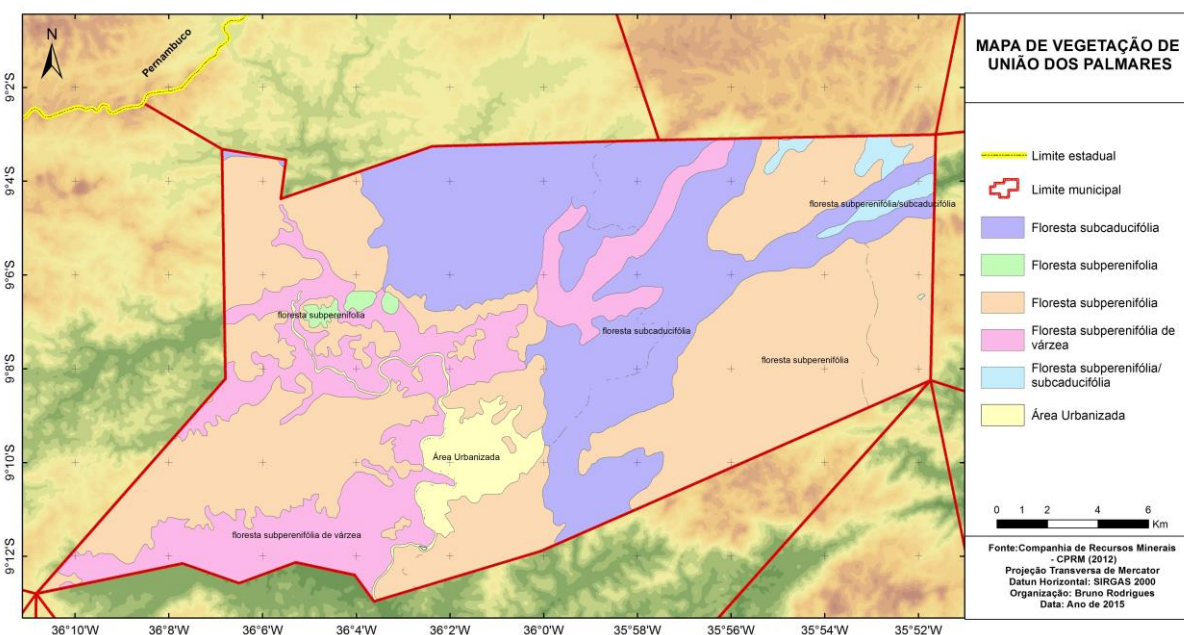 N
Pernambuco
9°2'S
9°4'S
9°6'S
9°8'S
9°10'S
9°12'S
floresta subperenifólia/subcaducifólia
floresta subperenifolia
floresta subcaducifólia
floresta subperenifólia
Área Urbanizada
floresta subperenifólia de várzea
36°10'W
36°8'W
36°6'W
36°4'W
36°2'W
36°0'W
35°58'W
35°56'W
35°54'W
35°52'W
MAPA DE VEGETAÇÃO DE
UNIÃO DOS PALMARES
Limite estadual
Limite municipal
Floresta subcaducifólia
Floresta subperenifolia
Floresta subperenifólia
Floresta subperenifólia de
várzea
Floresta subperenifólia/
subcaducifólia
Área Urbanizada
0 1 2 4 6
Km
Fonte:Companhia de Recursos Minerais
- CPRM (2012)
Projeção Transversa de Mercator
Datun Horizontal: SIRGAS 2000
Organização: Bruno Rodrigues
Data: Ano de 2015